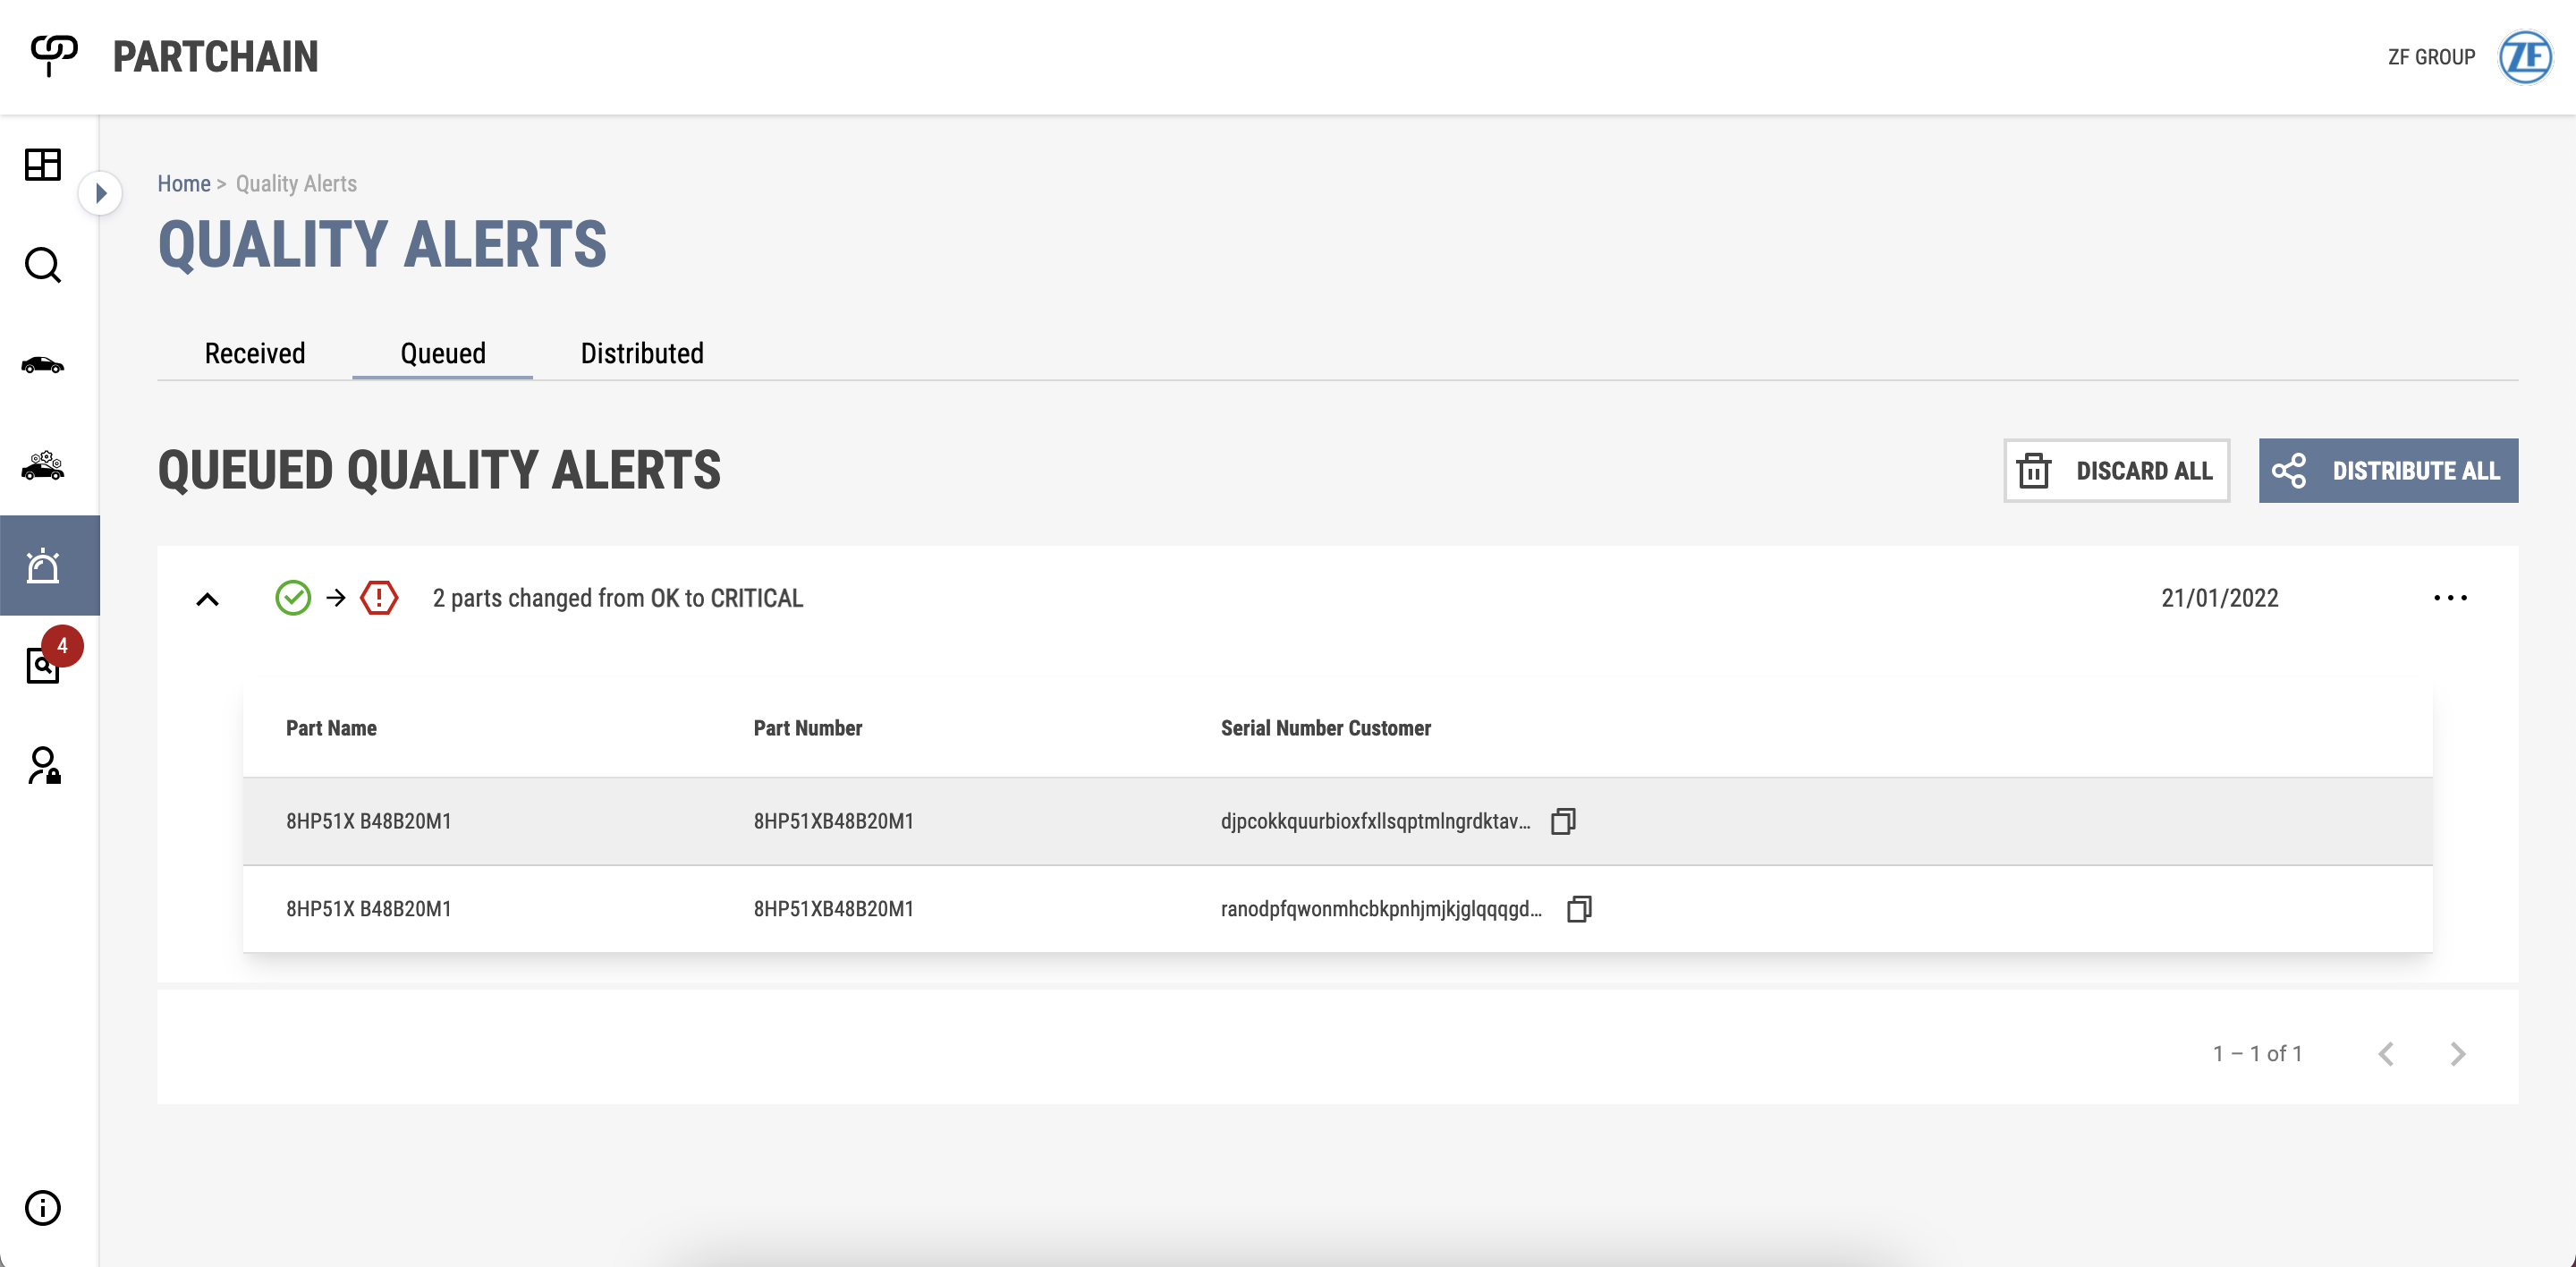 PARTCHAIN
ZF GROUP
ZF
Home > Quality Alerts
QUALITY ALERTS
Received Queued Distributed
QUEUED QUALITY ALERTS
DISCARD ALL
DISTRIBUTE ALL
2 parts changed from OK to CRITICAL
21/01/2022
4
Part Name Part Number Serial Number Customer
8HP51X B48B20M1 8HP51XB48B20M1 djpcokkquurbioxfxllsqptmlngrdktav...
8HP51X B48B20M1 8HP51XB48B20M1 ranodpfqwonmhcbkpnhjmjkjglqqqgd...
1 – 1 of 1